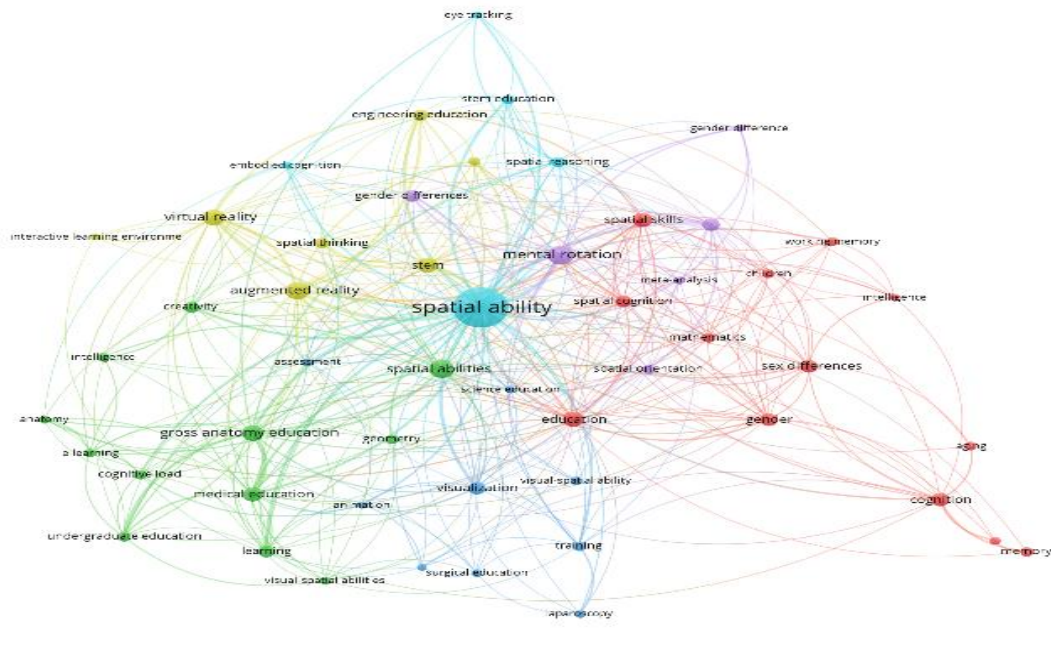 eye tracking
stem education
engineering education
gender difference
embodied cognition
spatial reasoning
gender differences
virtual reality
spatial skills
interactive learning environme
spatial thinking
working memory
mental rotation
stem
children
meta-analysis
augmented reality
intelligence
spatial cognition
creativity
spatial ability
mathematics
intelligence
assessment
sex differences
spatial abilities
spatial orientation
science education
anatomy
education
gender
gross anatomy education
geometry
aging
e learning
cognitive load
visual-spatial ability
visualization
medical education
cognition
animation
undergraduate education
training
learning
memory
surgical education
visual spatial abilities
laparoscopy